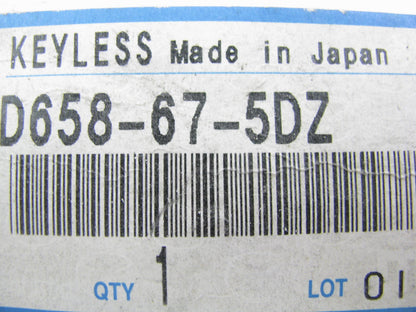 KEYLESS Made in Japan
D658-67-5DZ
QTY 1 LOT 01